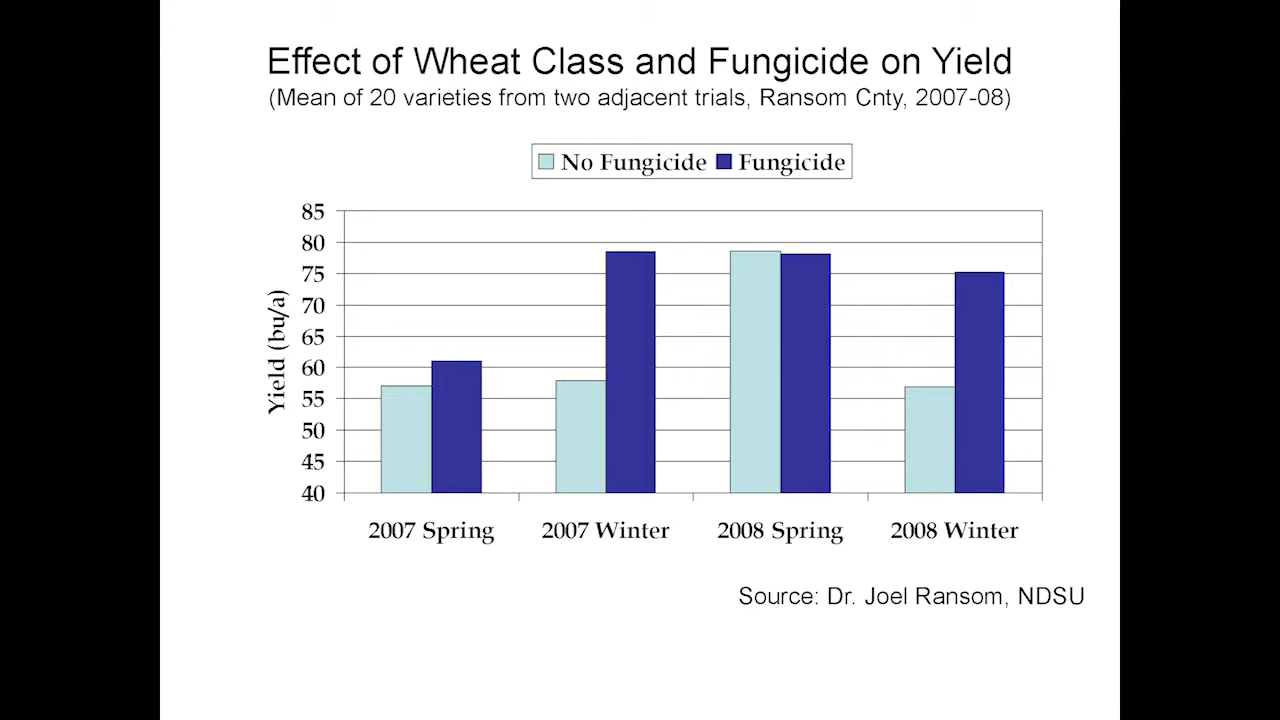 Effect of Wheat Class and Fungicide on Yield
(Mean of 20 varieties from two adjacent trials, Ransom Cnty, 2007-08)
No Fungicide Fungicide
85
80
75
70
65
60
55
50
45
40
Yield (bu/a)
2007 Spring 2007 Winter 2008 Spring 2008 Winter
Source: Dr. Joel Ransom, NDSU